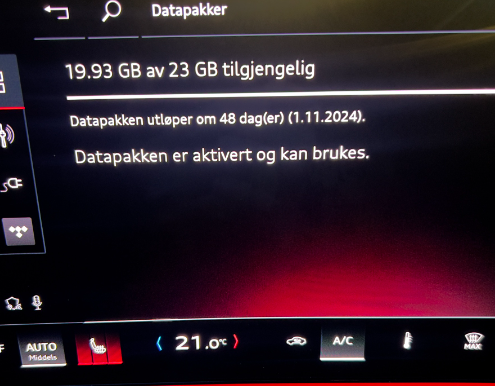 Datapakker
19.93 GB av 23 GB tilgjengelig
Datapakken utløper om 48 dag(er) (1.11.2024).
Datapakken er aktivert og kan brukes.
AUTO
Middels
21.0°C
A/C
MAX